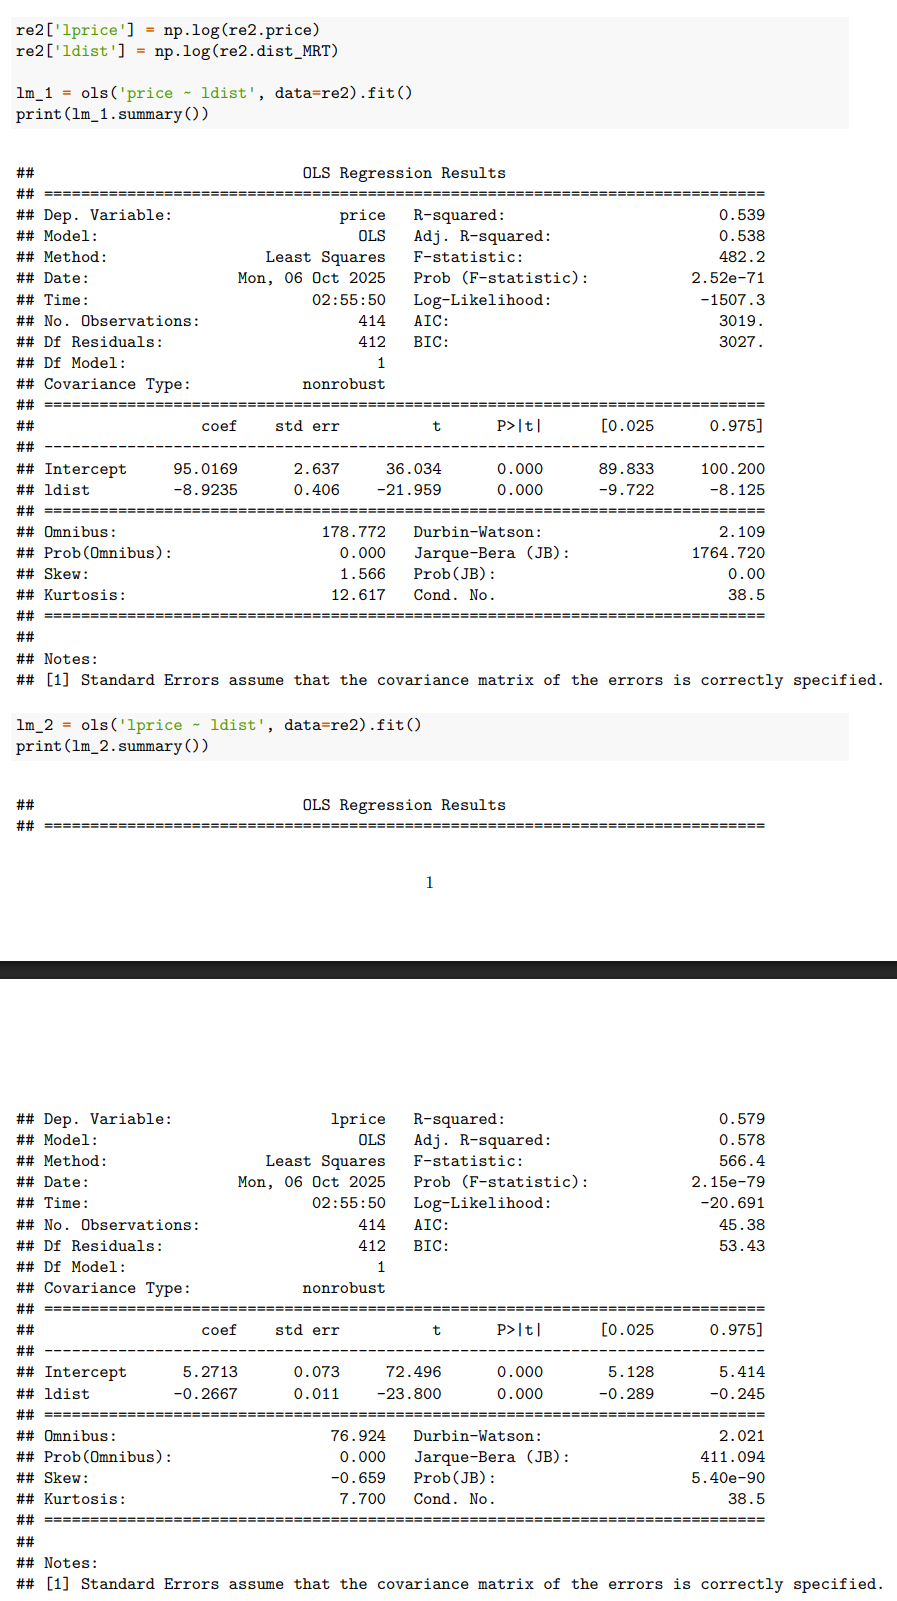 re2['lprice'] = np.log(re2.price)
re2['ldist'] = np.log(re2.dist_MRT)
lm_1 = ols('price ~ ldist', data=re2).fit()
print(lm_1.summary())
##                             OLS Regression Results
## ==============================================================================
## Dep. Variable:                  price   R-squared:                       0.539
## Model:                            OLS   Adj. R-squared:                  0.538
## Method:                 Least Squares   F-statistic:                     482.2
## Date:                Mon, 06 Oct 2025   Prob (F-statistic):           2.52e-71
## Time:                        02:55:50   Log-Likelihood:                -1507.3
## No. Observations:                 414   AIC:                             3019.
## Df Residuals:                     412   BIC:                             3027.
## Df Model:                           1
## Covariance Type:            nonrobust
## ==============================================================================
##                  coef    std err          t      P>|t|      [0.025      0.975]
## ------------------------------------------------------------------------------
## Intercept     95.0169      2.637     36.034      0.000      89.833     100.200
## ldist         -8.9235      0.406    -21.959      0.000      -9.722      -8.125
## ==============================================================================
## Omnibus:                      178.772   Durbin-Watson:                   2.109
## Prob(Omnibus):                  0.000   Jarque-Bera (JB):             1764.720
## Skew:                           1.566   Prob(JB):                         0.00
## Kurtosis:                      12.617   Cond. No.                         38.5
## ==============================================================================
##
## Notes:
## [1] Standard Errors assume that the covariance matrix of the errors is correctly specified.
lm_2 = ols('lprice ~ ldist', data=re2).fit()
print(lm_2.summary())
##                             OLS Regression Results
## ==============================================================================
1
## Dep. Variable:                 lprice   R-squared:                       0.579
## Model:                            OLS   Adj. R-squared:                  0.578
## Method:                 Least Squares   F-statistic:                     566.4
## Date:                Mon, 06 Oct 2025   Prob (F-statistic):           2.15e-79
## Time:                        02:55:50   Log-Likelihood:                -20.691
## No. Observations:                 414   AIC:                             45.38
## Df Residuals:                     412   BIC:                             53.43
## Df Model:                           1
## Covariance Type:            nonrobust
## ==============================================================================
##                  coef    std err          t      P>|t|      [0.025      0.975]
## ------------------------------------------------------------------------------
## Intercept      5.2713      0.073     72.496      0.000       5.128       5.414
## ldist         -0.2667      0.011    -23.800      0.000      -0.289      -0.245
## ==============================================================================
## Omnibus:                       76.924   Durbin-Watson:                   2.021
## Prob(Omnibus):                  0.000   Jarque-Bera (JB):              411.094
## Skew:                          -0.659   Prob(JB):                     5.40e-90
## Kurtosis:                       7.700   Cond. No.                         38.5
## ==============================================================================
##
## Notes:
## [1] Standard Errors assume that the covariance matrix of the errors is correctly specified.